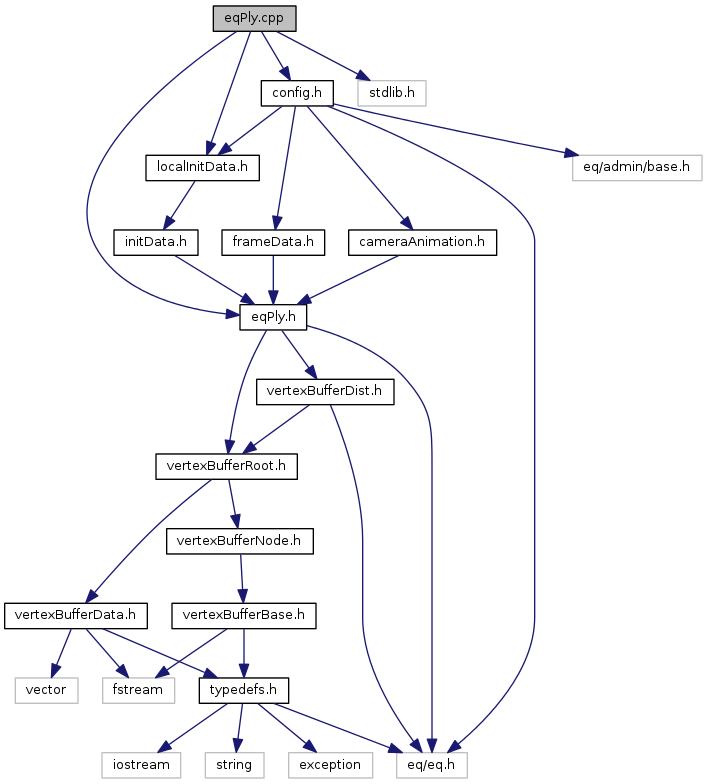 eqPly.cpp
config.h
stdlib.h
localInitData.h
eq/admin/base.h
initData.h
frameData.h
cameraAnimation.h
eqPly.h
vertexBufferDist.h
vertexBufferRoot.h
vertexBufferNode.h
vertexBufferData.h
vertexBufferBase.h
vector
fstream
typedefs.h
iostream
string
exception
eq/eq.h